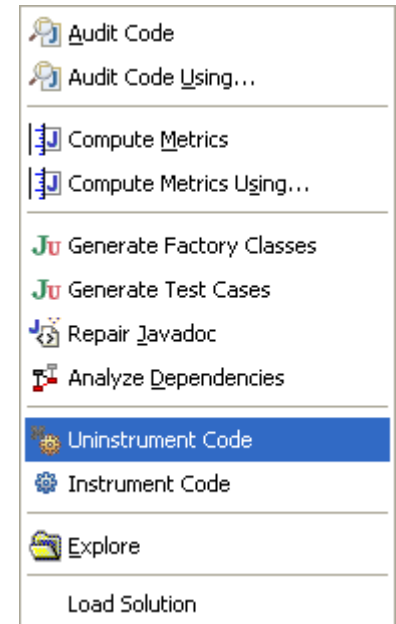 Audit Code
Audit Code Using...
Compute Metrics
Compute Metrics Using...
Generate Factory Classes
Generate Test Cases
Repair Javadoc
Analyze Dependencies
Uninstrument Code
Instrument Code
Explore
Load Solution